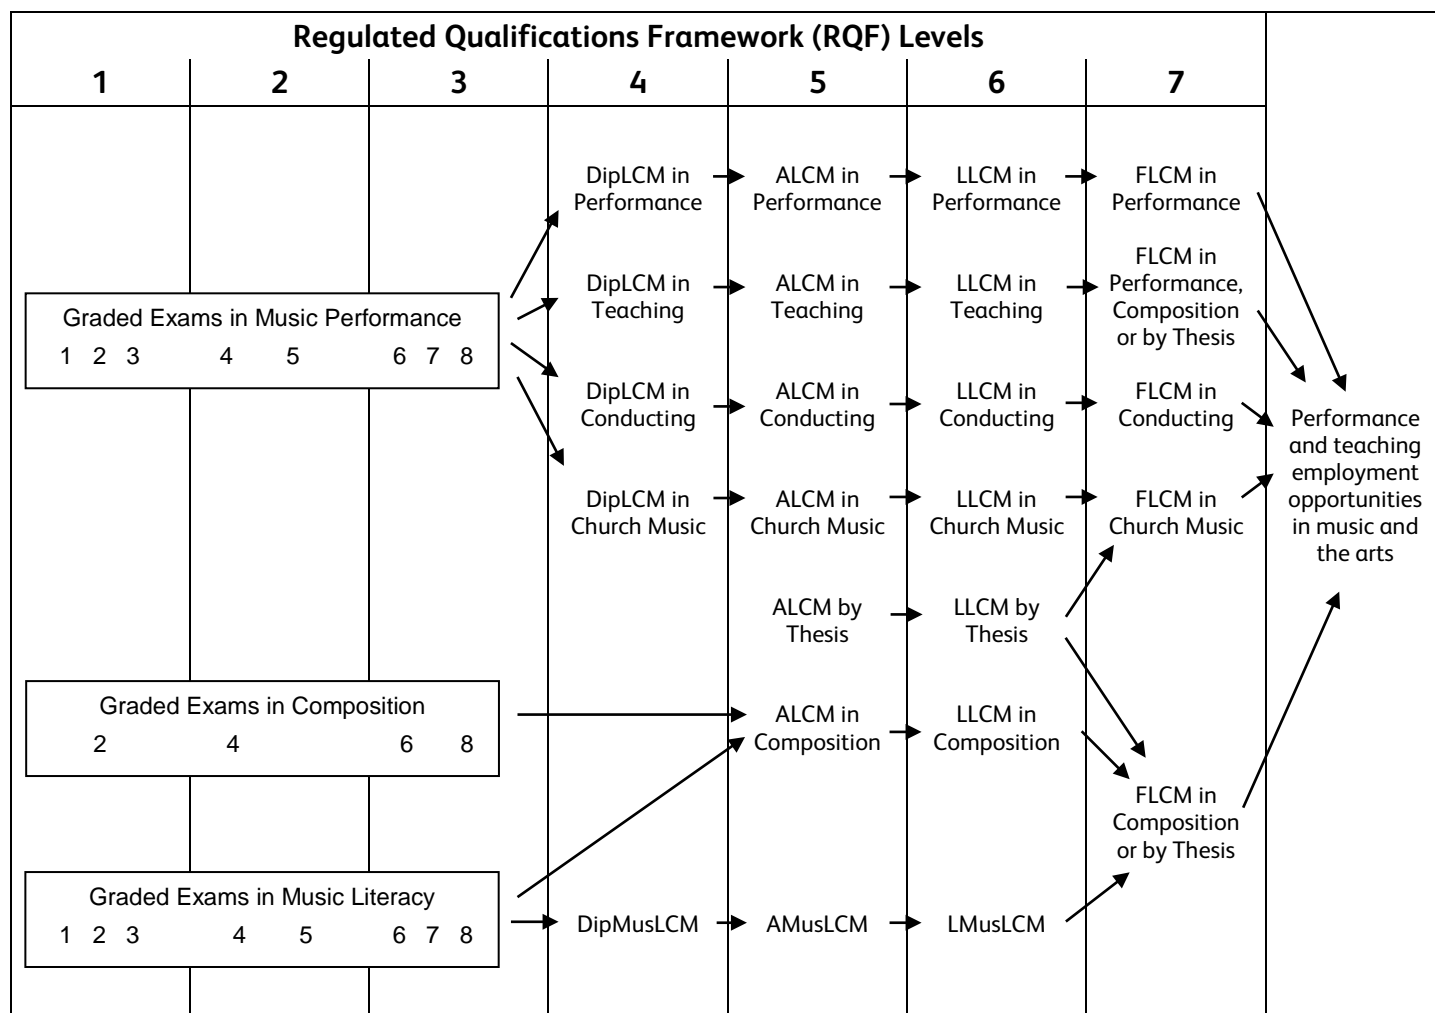 Regulated Qualifications Framework (RQF) Levels
1 2 3 4 5 6 7
DipLCM in
Performance
ALCM in
Performance
LLCM in
Performance
FLCM in
Performance
Graded Exams in Music Performance
1 2 3 4 5 6 7 8
DipLCM in
Teaching
ALCM in
Teaching
LLCM in
Teaching
FLCM in
Performance,
Composition
or by Thesis
DipLCM in
Conducting
ALCM in
Conducting
LLCM in
Conducting
FLCM in
Conducting
Performance
and teaching
employment
opportunities
in music and
the arts
DipLCM in
Church Music
ALCM in
Church Music
LLCM in
Church Music
FLCM in
Church Music
ALCM by
Thesis
LLCM by
Thesis
Graded Exams in Composition
2 4 6 8
ALCM in
Composition
LLCM in
Composition
FLCM in
Composition
or by Thesis
Graded Exams in Music Literacy
1 2 3 4 5 6 7 8
DipMusLCM
AMusLCM
LMusLCM